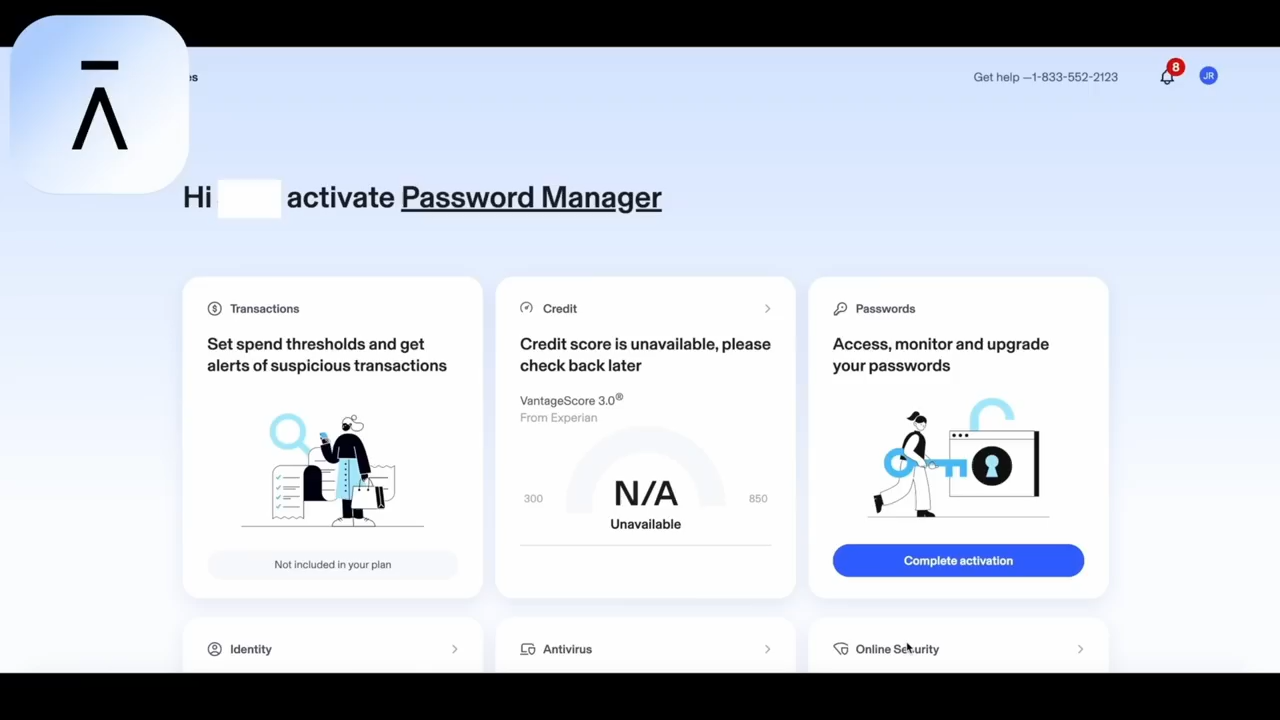 es
Get help –1-833-552-2123
8
JR
Hi activate Password Manager
Transactions
Set spend thresholds and get
alerts of suspicious transactions
Not included in your plan
Credit
Credit score is unavailable, please
check back later
VantageScore 3.0®
From Experian
300
N/A
850
Unavailable
Passwords
Access, monitor and upgrade
your passwords
Complete activation
Identity
Antivirus
Online Security